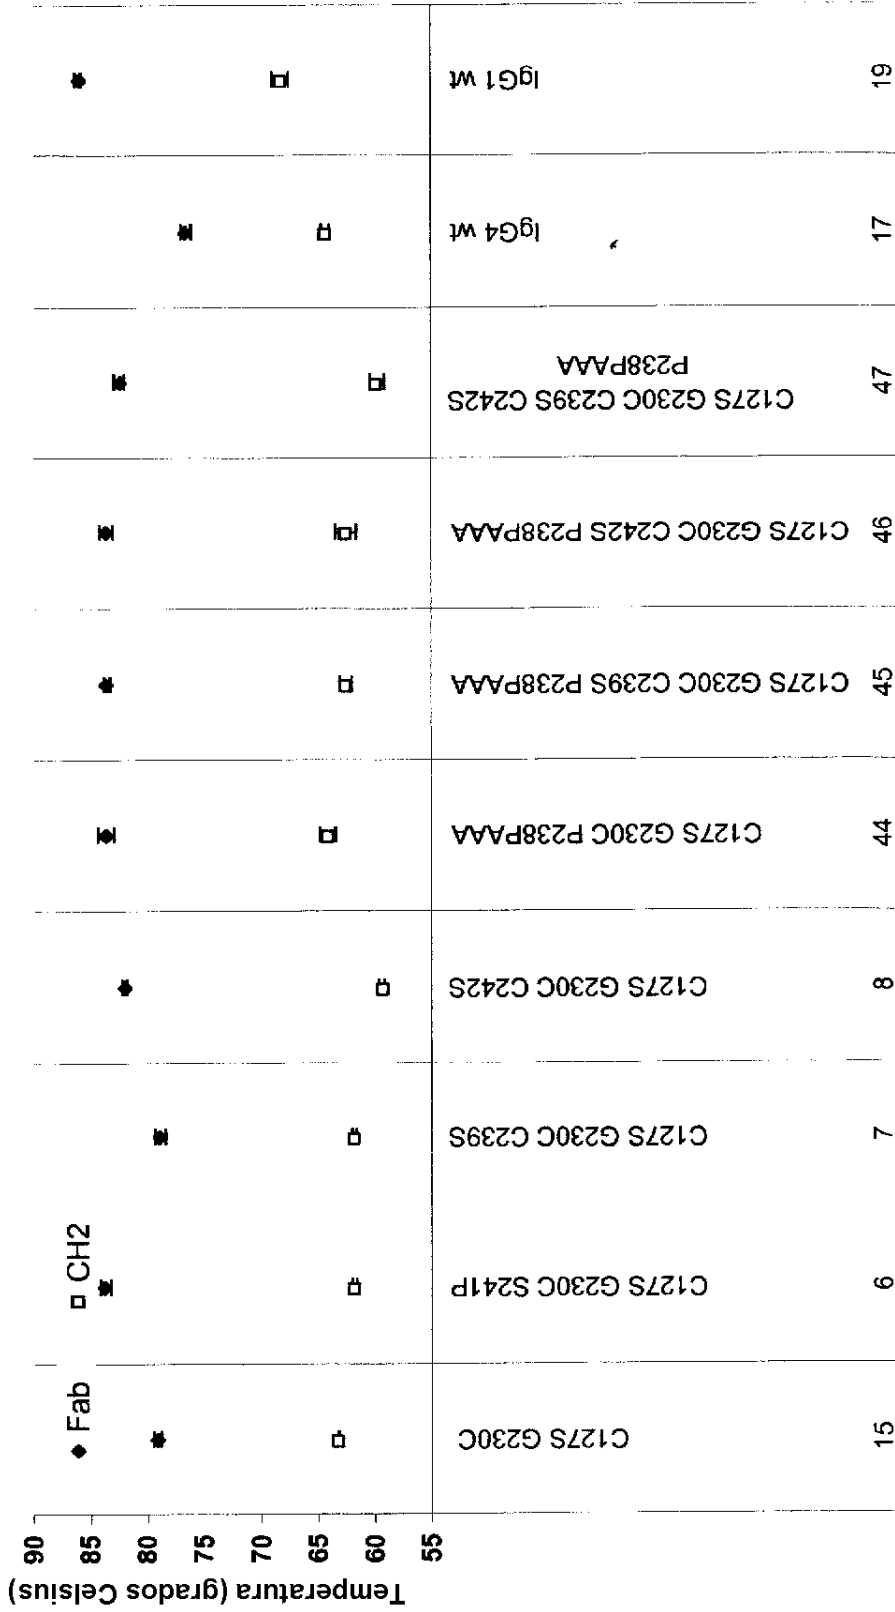 Temperatura (grados Celsius)
90
85
80
75
70
65
60
55
Fab
CH2
C127S G230C
C127S G230C S241P
C127S G230C C239S
C127S G230C C242S
C127S G230C P238PAAA
C127S G230C C239S P238PAAA
C127S G230C C242S P238PAAA
C127S G230C C239S C242S
P238PAAA
IgG4 wt
IgG1 wt
15
6
7
8
44
45
46
47
17
19